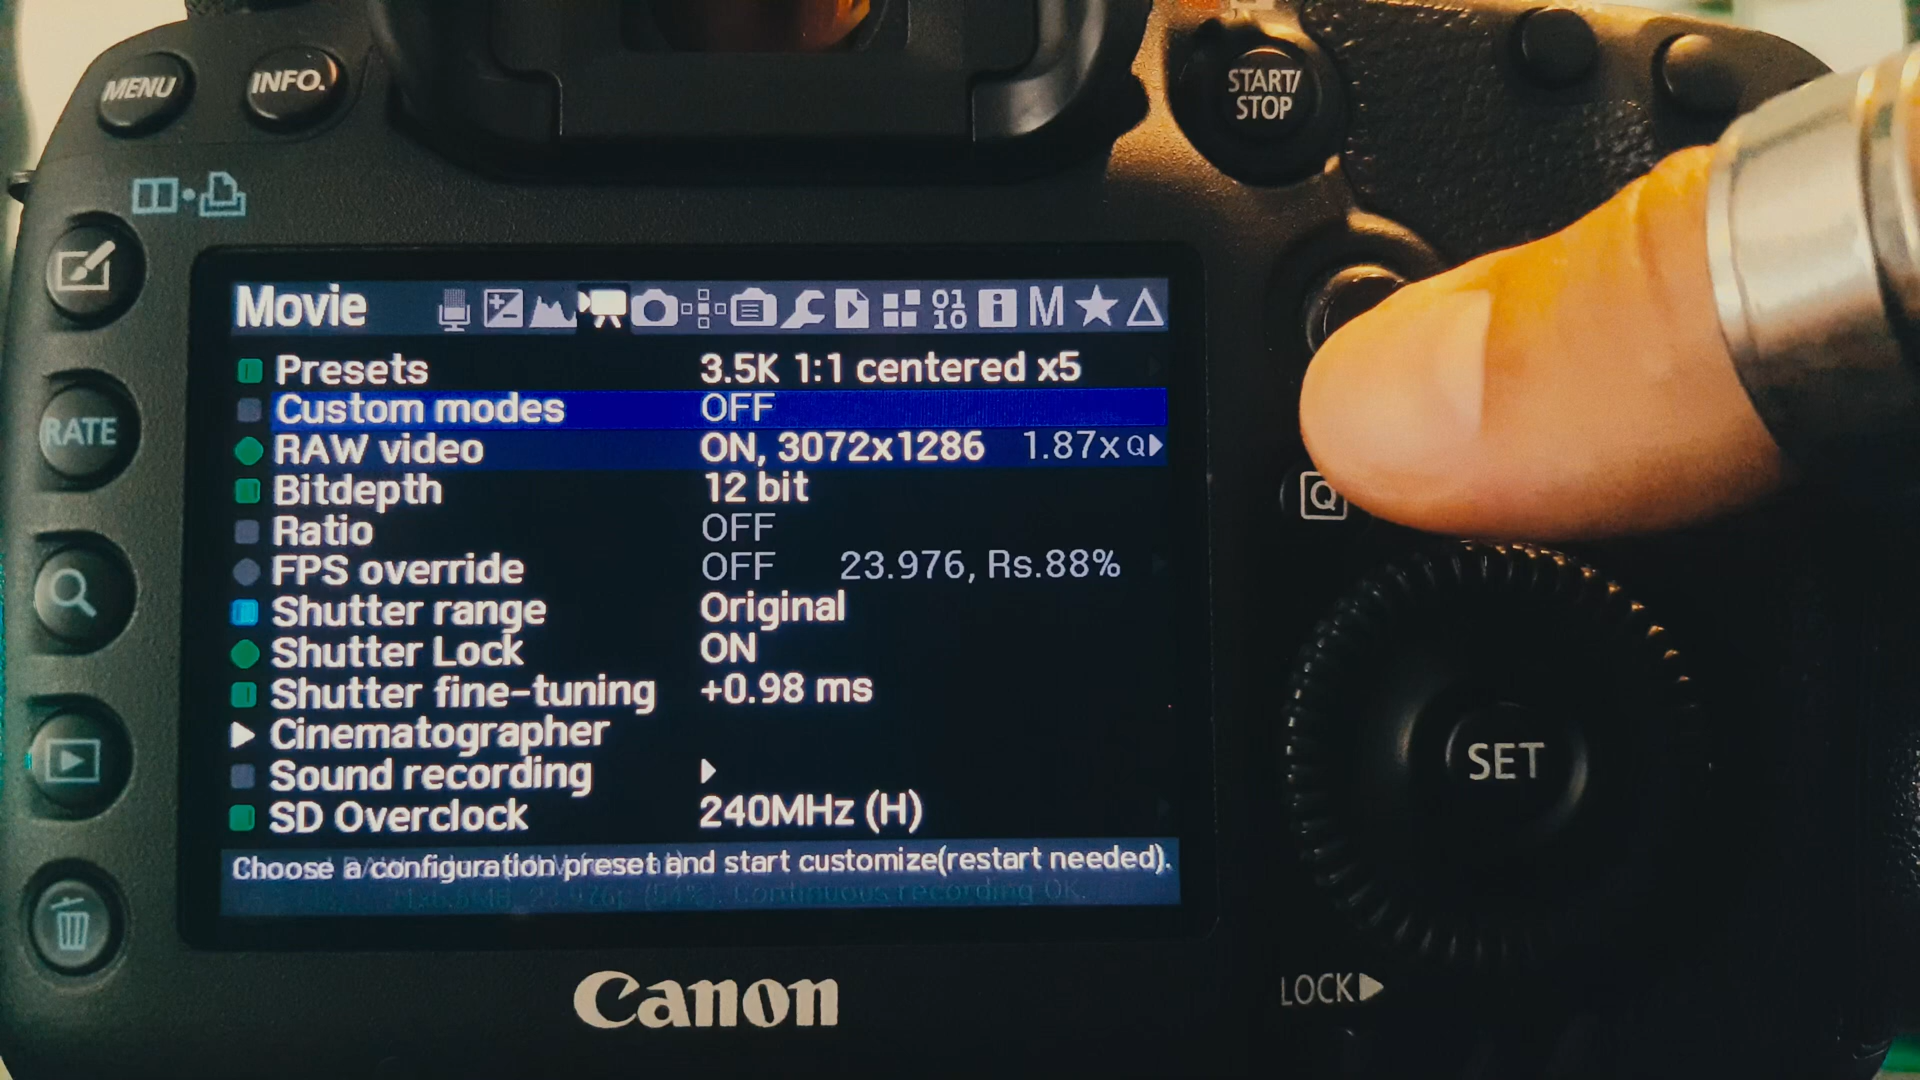 MENU
INFO.
START/
STOP
Movie
Presets 3.5K 1:1 centered x5
Custom modes OFF
RAW video ON, 3072x1286 1.87x Q
RATE
Bitdepth 12 bit
Q
Ratio OFF
FPS override OFF 23.976, Rs.88%
Shutter range Original
Shutter Lock ON
Shutter fine-tuning +0.98 ms
Cinematographer
SET
Sound recording
SD Overclock 240MHz (H)
Choose a configuration preset and start customize(restart needed).
Continuous recording OK.
LOCK
Canon